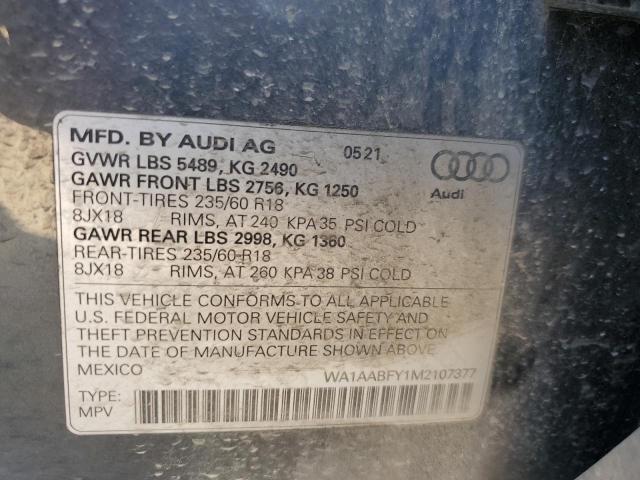 MFD. BY AUDI AG 0521
GVWR LBS 5489, KG 2490
GAWR FRONT LBS 2756, KG 1250
FRONT-TIRES 235/60 R18
8JX18 RIMS, AT 240 KPA 35 PSI COLD
GAWR REAR LBS 2998, KG 1360
REAR-TIRES 235/60 R18
8JX18 RIMS, AT 260 KPA 38 PSI COLD
Audi
THIS VEHICLE CONFORMS TO ALL APPLICABLE
U.S. FEDERAL MOTOR VEHICLE SAFETY AND
THEFT PREVENTION STANDARDS IN EFFECT ON
THE DATE OF MANUFACTURE SHOWN ABOVE
MEXICO WA1AABFY1M2107377
TYPE:
MPV